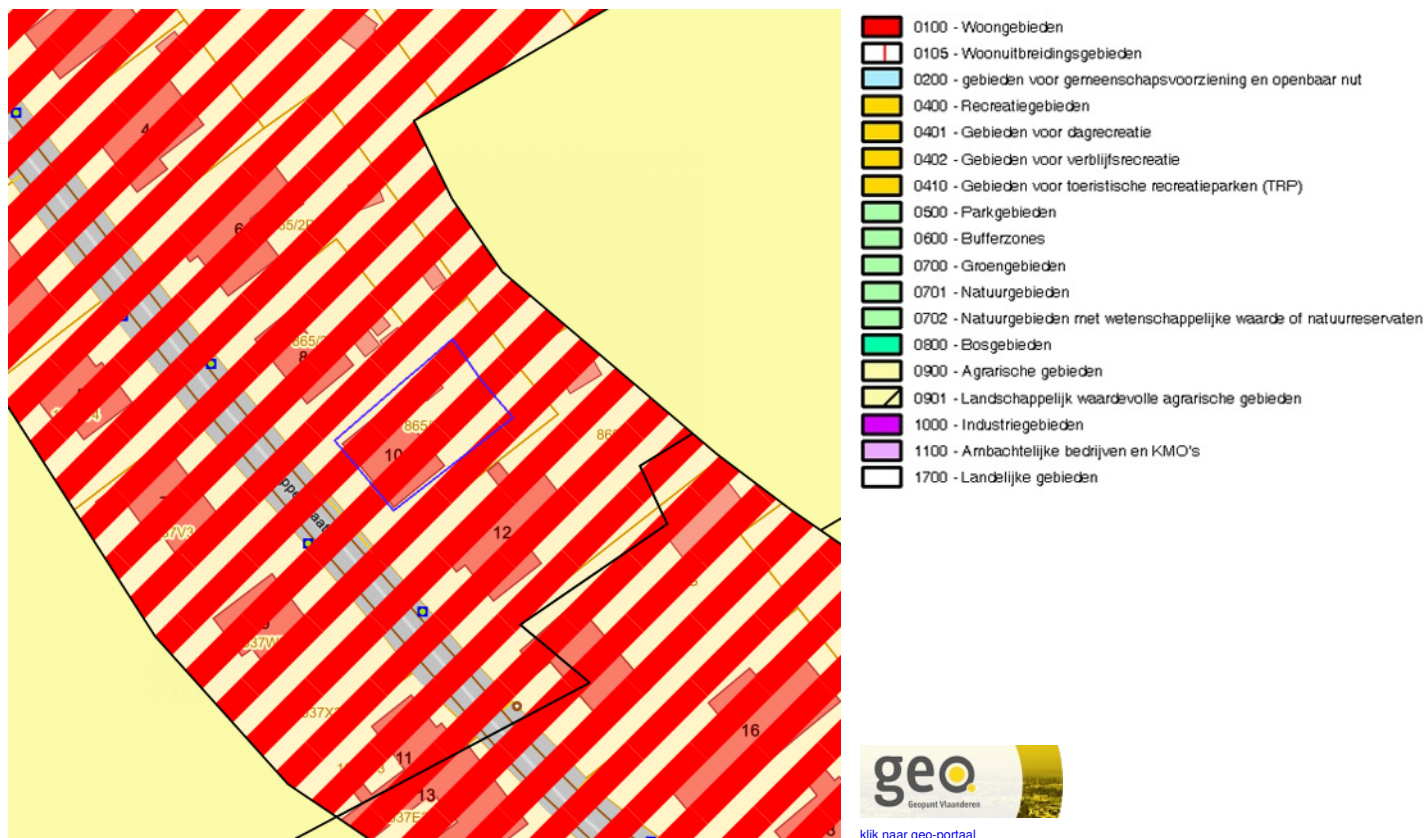 4
6
8
865/
10
12
16
11
13
0100 - Woongebieden
0105 - Woonuitbreidingsgebieden
0200 - gebieden voor gemeenschapsvoorziening en openbaar nut
0400 - Recreatiegebieden
0401 - Gebieden voor dagrecreatie
0402 - Gebieden voor verblijfsrecreatie
0410 - Gebieden voor toeristische recreatieparken (TRP)
0500 - Parkgebieden
0600 - Bufferzones
0700 - Groengebieden
0701 - Natuurgebieden
0702 - Natuurgebieden met wetenschappelijke waarde of natuurreservaten
0800 - Bosgebieden
0900 - Agrarische gebieden
0901 - Landschappelijk waardevolle agrarische gebieden
1000 - Industriegebieden
1100 - Ambachtelijke bedrijven en KMO's
1700 - Landelijke gebieden
geo
Geopunt Vlaanderen
klik naar geo-portaal